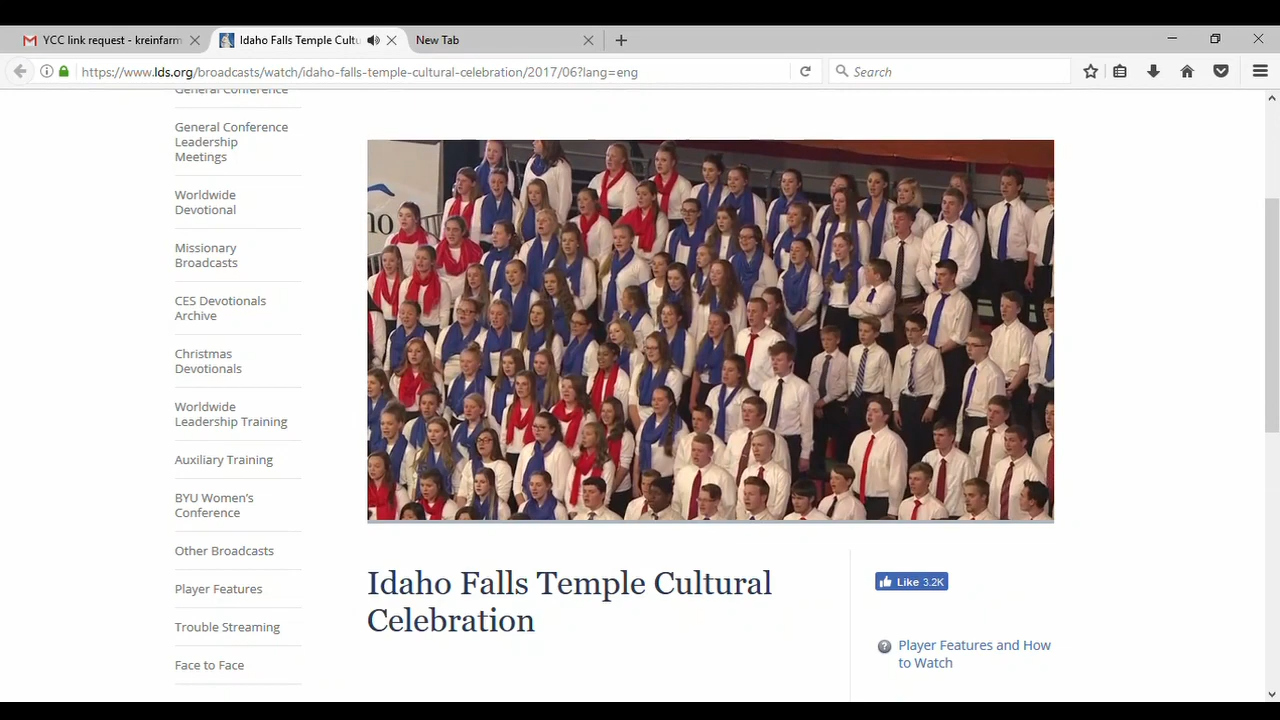 YCC link request - kreinfarm
Idaho Falls Temple Cultu
New Tab
https://www.lds.org/broadcasts/watch/idaho-falls-temple-cultural-celebration/2017/06?lang=eng
Search
General Conference
General Conference
Leadership
Meetings
Worldwide
Devotional
Missionary
Broadcasts
CES Devotionals
Archive
Christmas
Devotionals
Worldwide
Leadership Training
Auxiliary Training
BYU Women's
Conference
Other Broadcasts
Player Features
Trouble Streaming
Face to Face
Idaho Falls Temple Cultural
Celebration
Like 3.2K
Player Features and How
to Watch